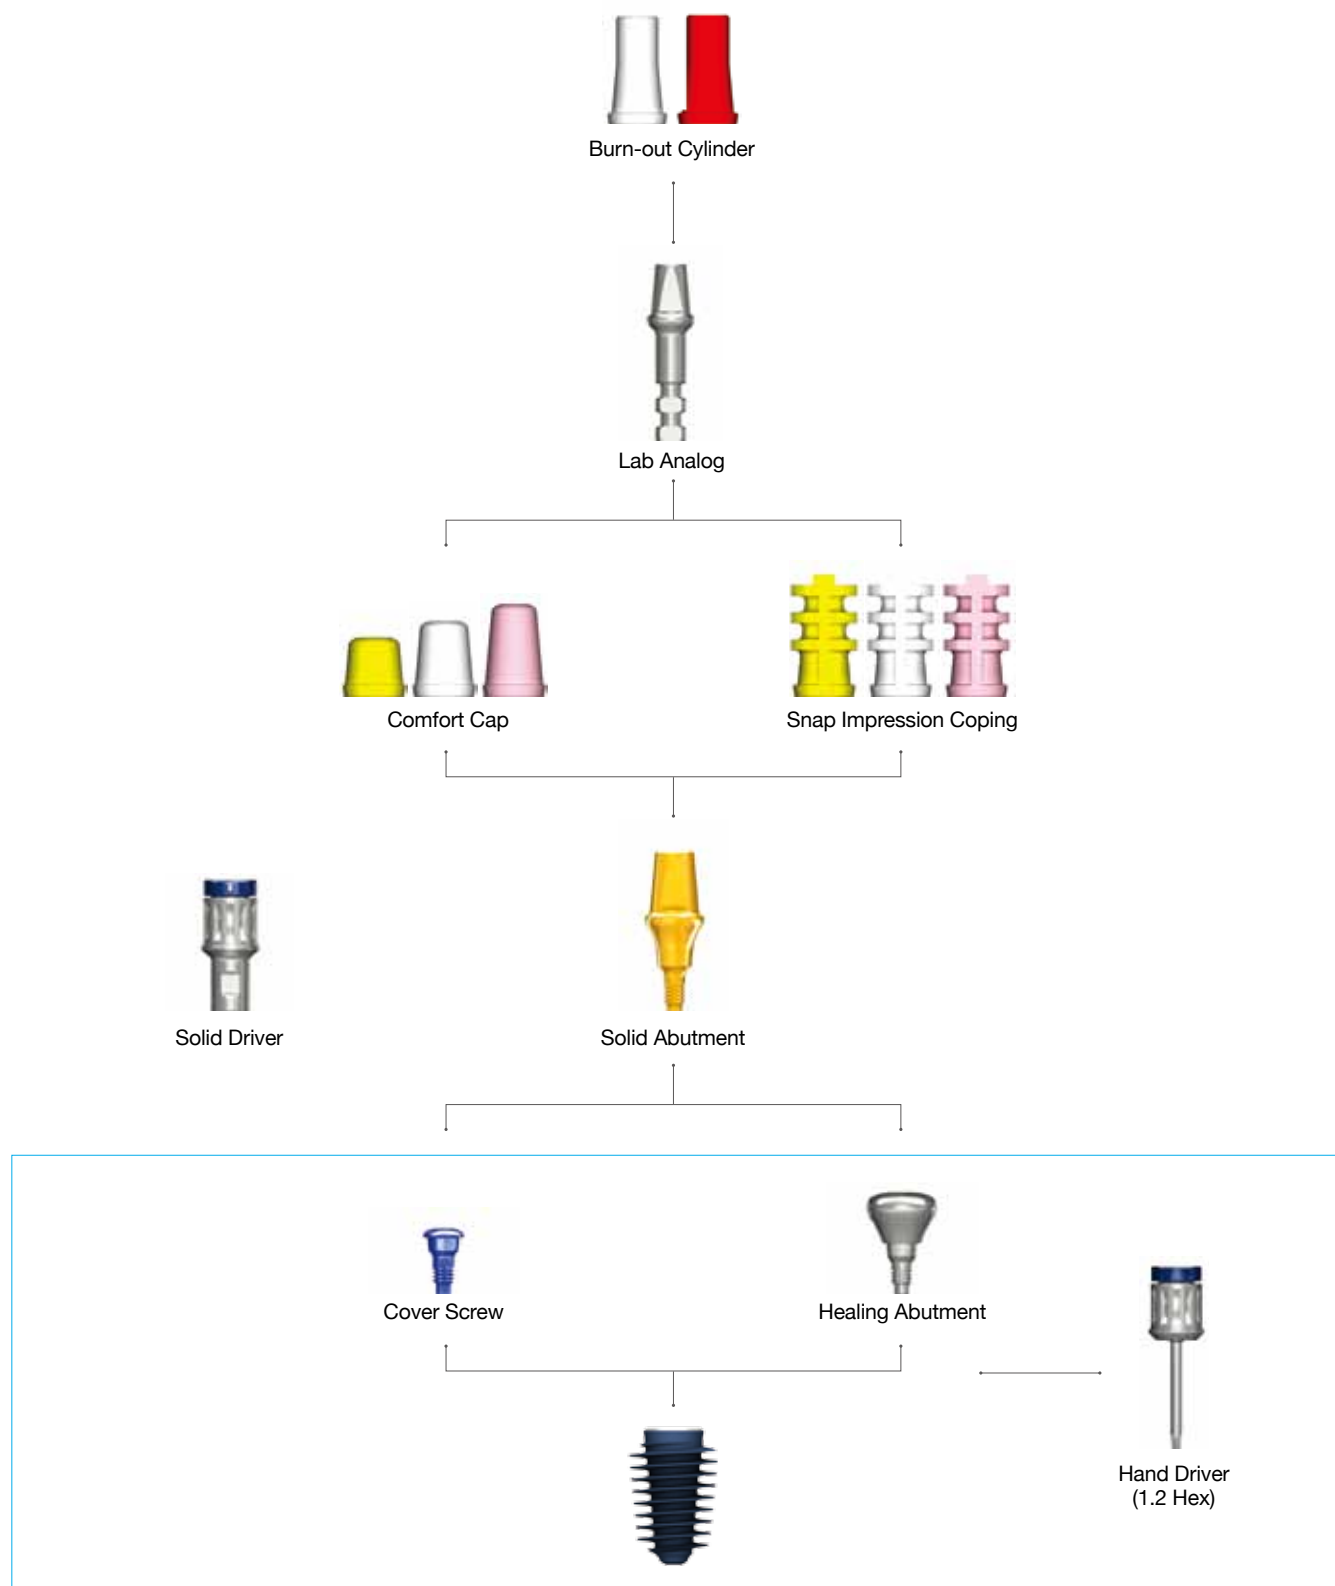 Burn-out Cylinder
Lab Analog
Comfort Cap
Snap Impression Coping
Solid Driver
Solid Abutment
Cover Screw
Healing Abutment
Hand Driver
(1.2 Hex)